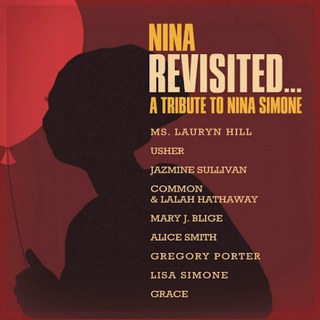 NINA
REVISITED...
A TRIBUTE TO NINA SIMONE
MS. LAURYN HILL
USHER
JAZMINE SULLIVAN
COMMON
& LALAH HATHAWAY
MARY J. BLIGE
ALICE SMITH
GREGORY PORTER
LISA SIMONE
GRACE